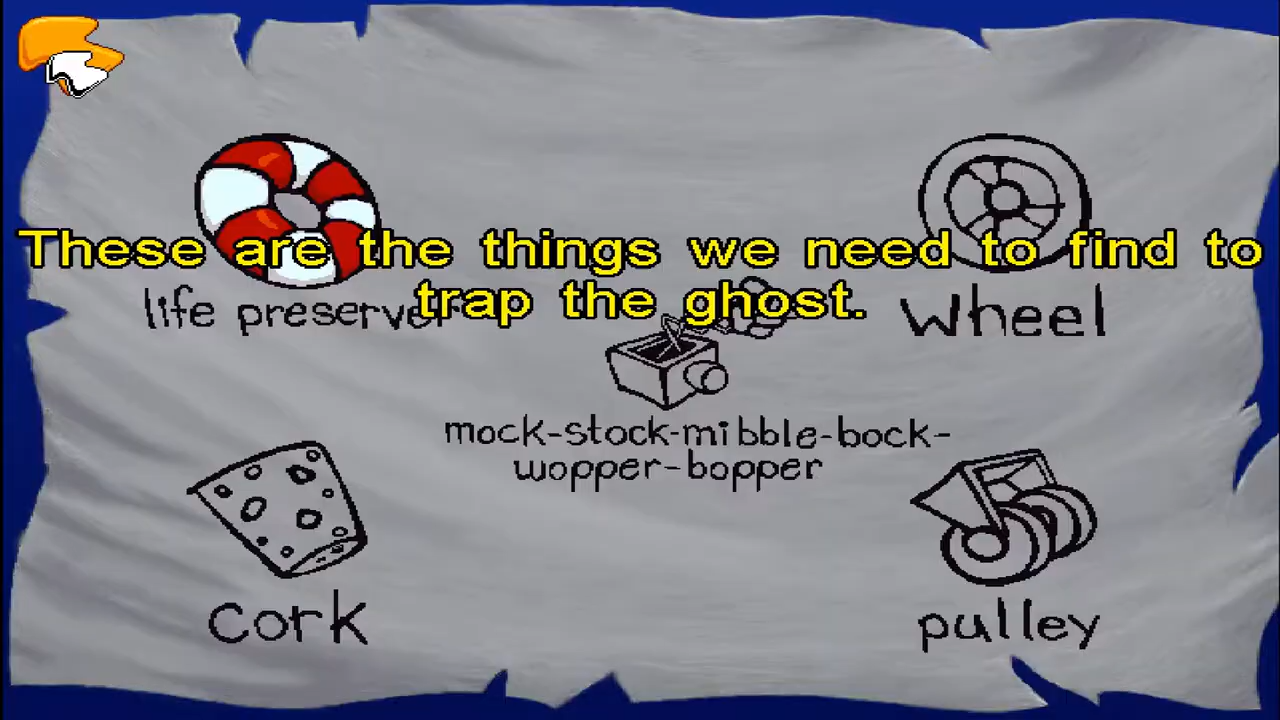 These are the things we need to find to
trap the ghost.
life preserver
Wheel
mock-stock-mibble-bock-
wopper-bopper
cork
pulley